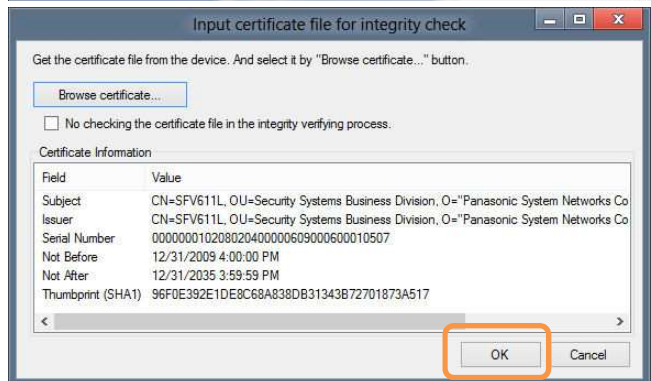 Input certificate file for integrity check
Get the certificate file from the device. And select it by "Browse certificate..." button.
Browse certificate...
No checking the certificate file in the integrity verifying process.
Certificate Information
Field Value
Subject CN=SFV611L, OU=Security Systems Business Division, O="Panasonic System Networks Co
Issuer CN=SFV611L, OU=Security Systems Business Division, O="Panasonic System Networks Co
Serial Number 00000001020802040000609000600010507
Not Before 12/31/2009 4:00:00 PM
Not After 12/31/2035 3:59:59 PM
Thumbprint (SHA1) 96F0E392E1DE8C68A838DB31343B72701873A517
OK Cancel